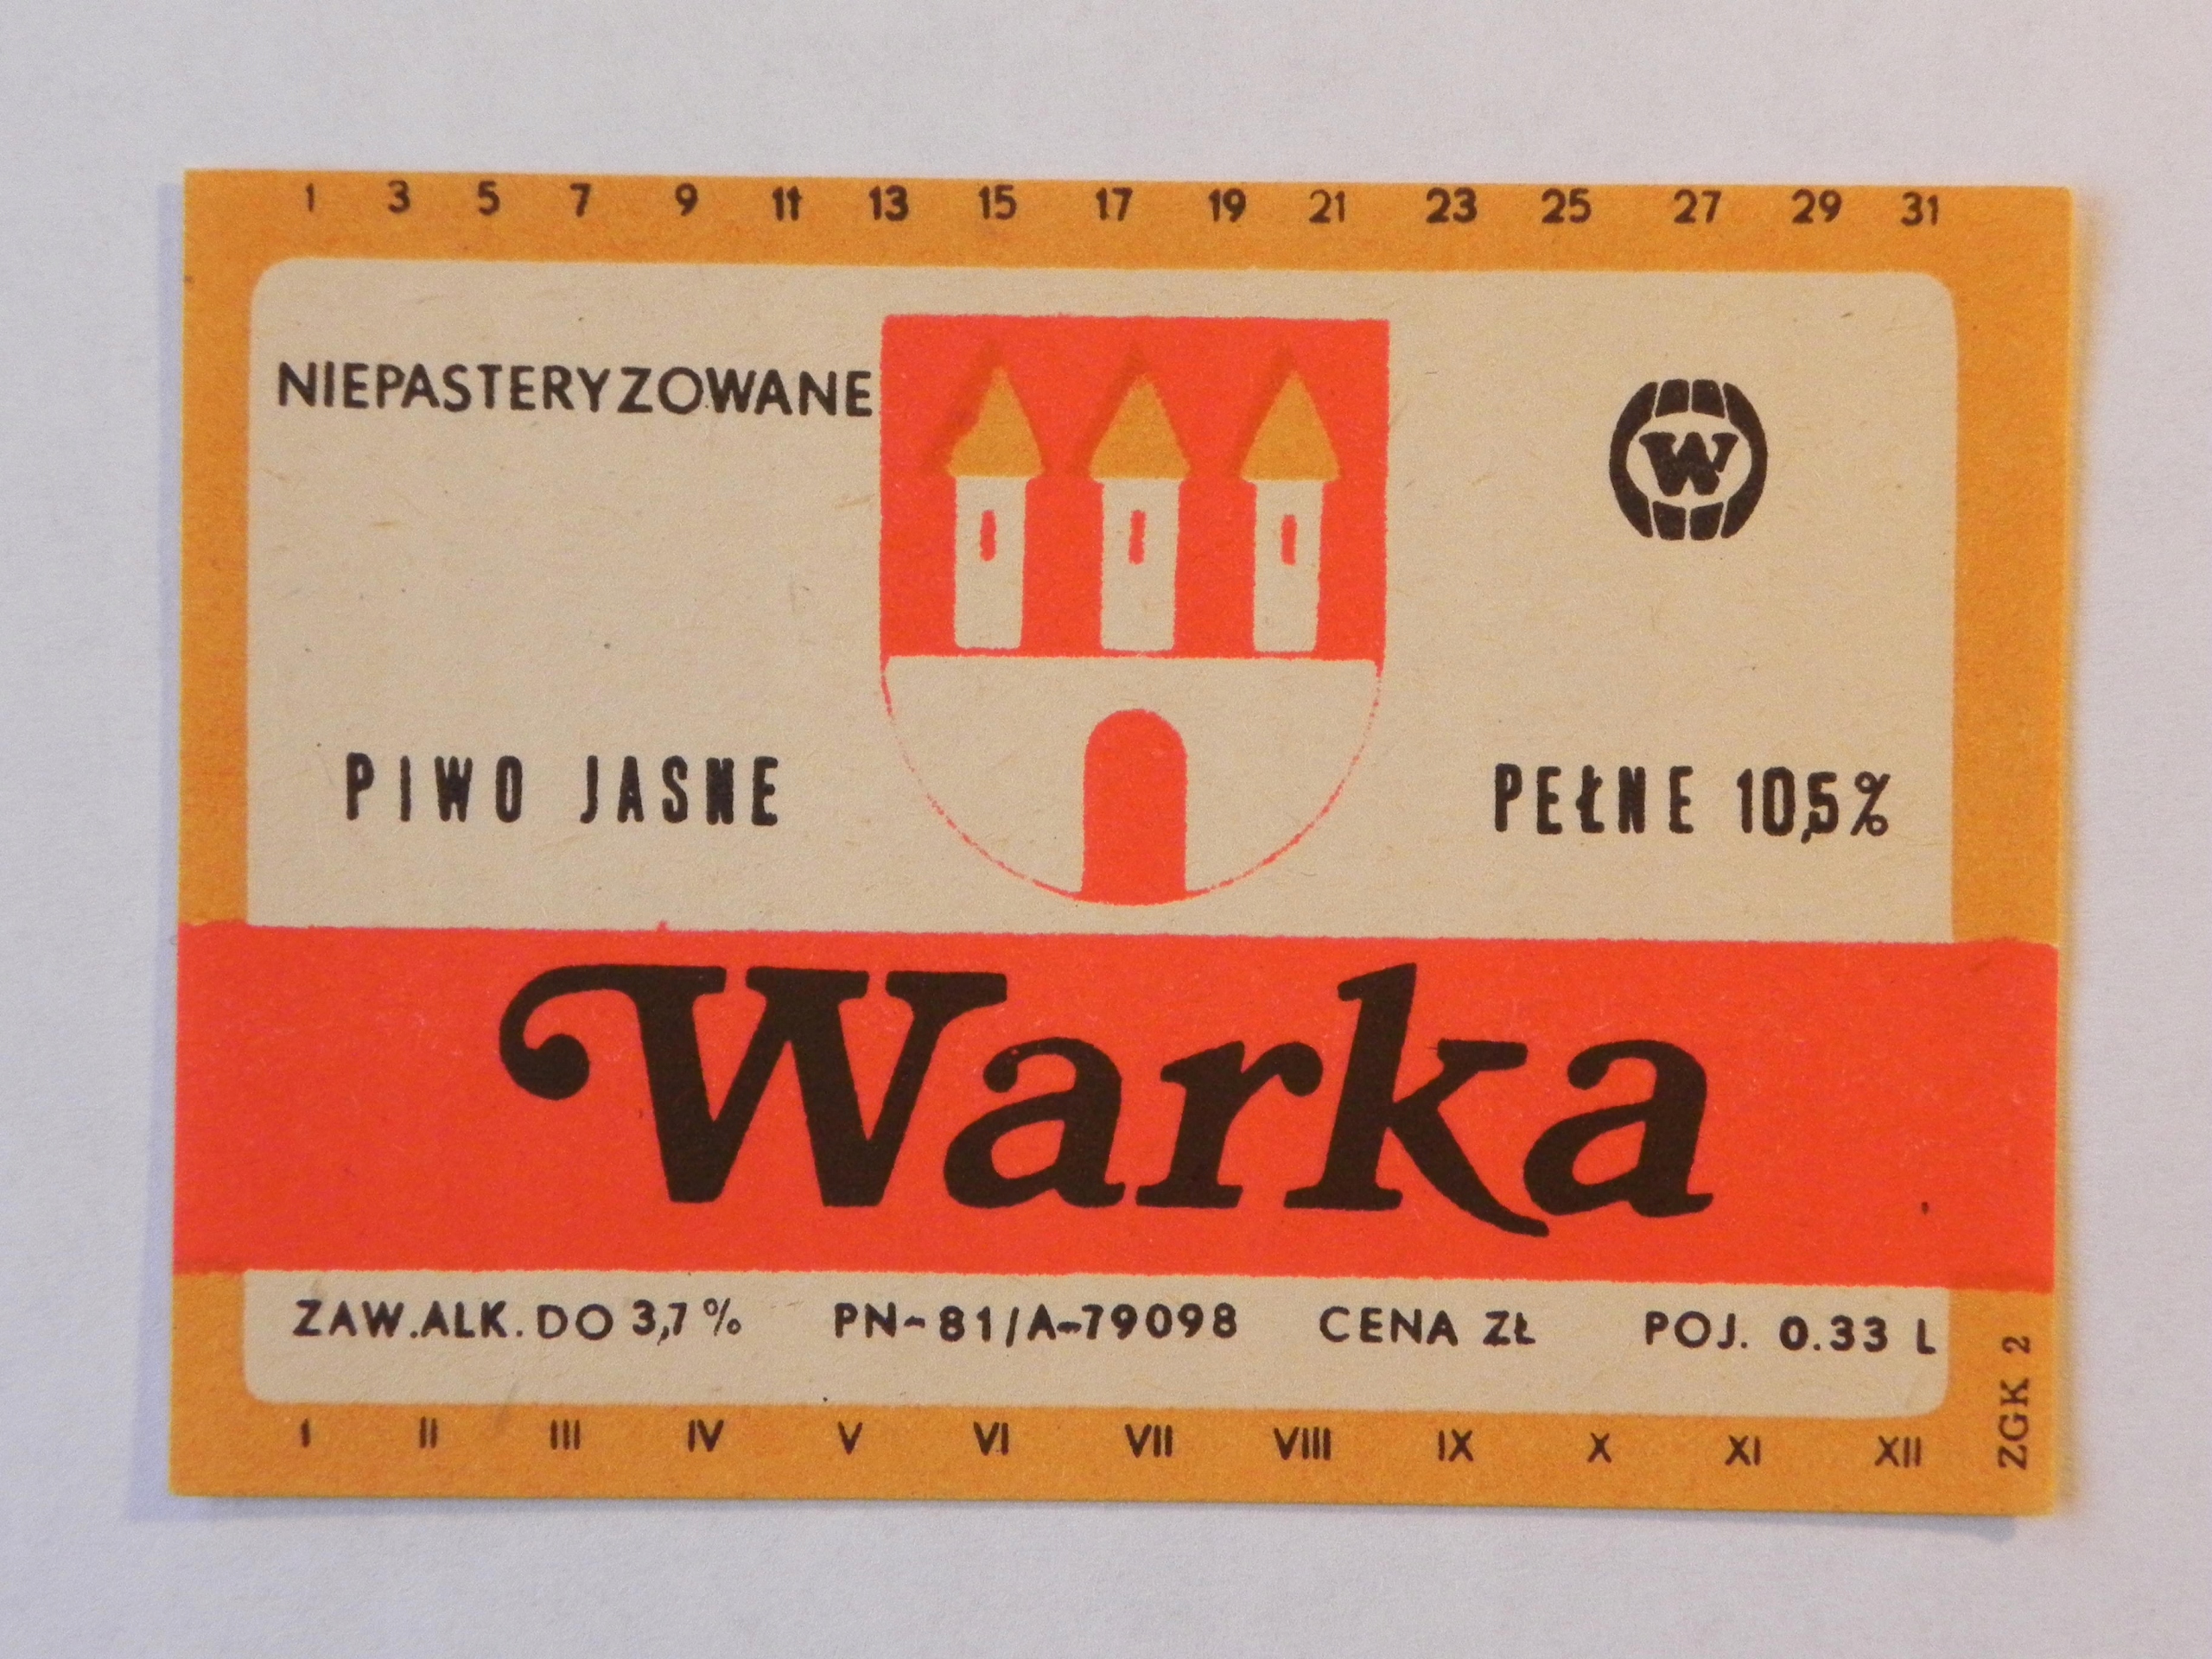 1 3 5 7 9 11 13 15 17 19 21 23 25 27 29 31
NIEPASTERYZOWANE
W
PIWO JASNE PEŁNE 10,5%
Warka
ZAW.ALK. DO 3,7% PN-81/A-79098 CENA ZŁ POJ. 0.33 L
I II III IV V VI VII VIII IX X XI XII
ZGK 2